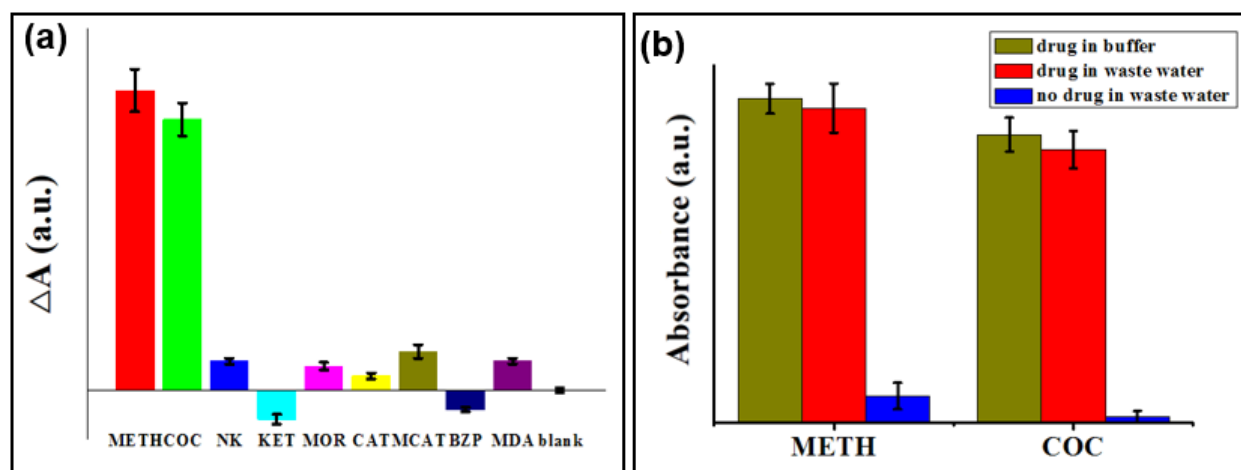 (a)
△A (a.u.)
METH COC NK KET MOR CAT MCAT BZP MDA blank
(b)
drug in buffer
drug in waste water
no drug in waste water
Absorbance (a.u.)
METH COC